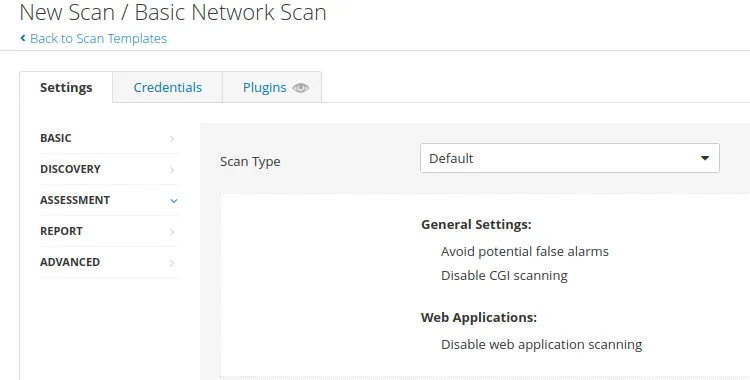 New Scan / Basic Network Scan
Back to Scan Templates
Settings Credentials Plugins
BASIC
DISCOVERY
ASSESSMENT
REPORT
ADVANCED
Scan Type Default
General Settings:
Avoid potential false alarms
Disable CGI scanning
Web Applications:
Disable web application scanning